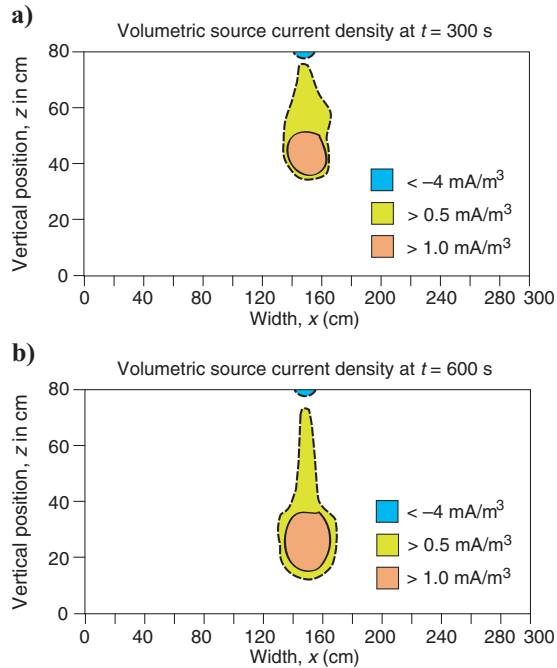 a)
Volumetric source current density at t = 300 s
Vertical position, z in cm
80
60
40
20
0
< –4 mA/m³
> 0.5 mA/m³
> 1.0 mA/m³
0 40 80 120 160 200 240 280 300
Width, x (cm)
b)
Volumetric source current density at t = 600 s
Vertical position, z in cm
80
60
40
20
0
< –4 mA/m³
> 0.5 mA/m³
> 1.0 mA/m³
0 40 80 120 160 200 240 280 300
Width, x (cm)